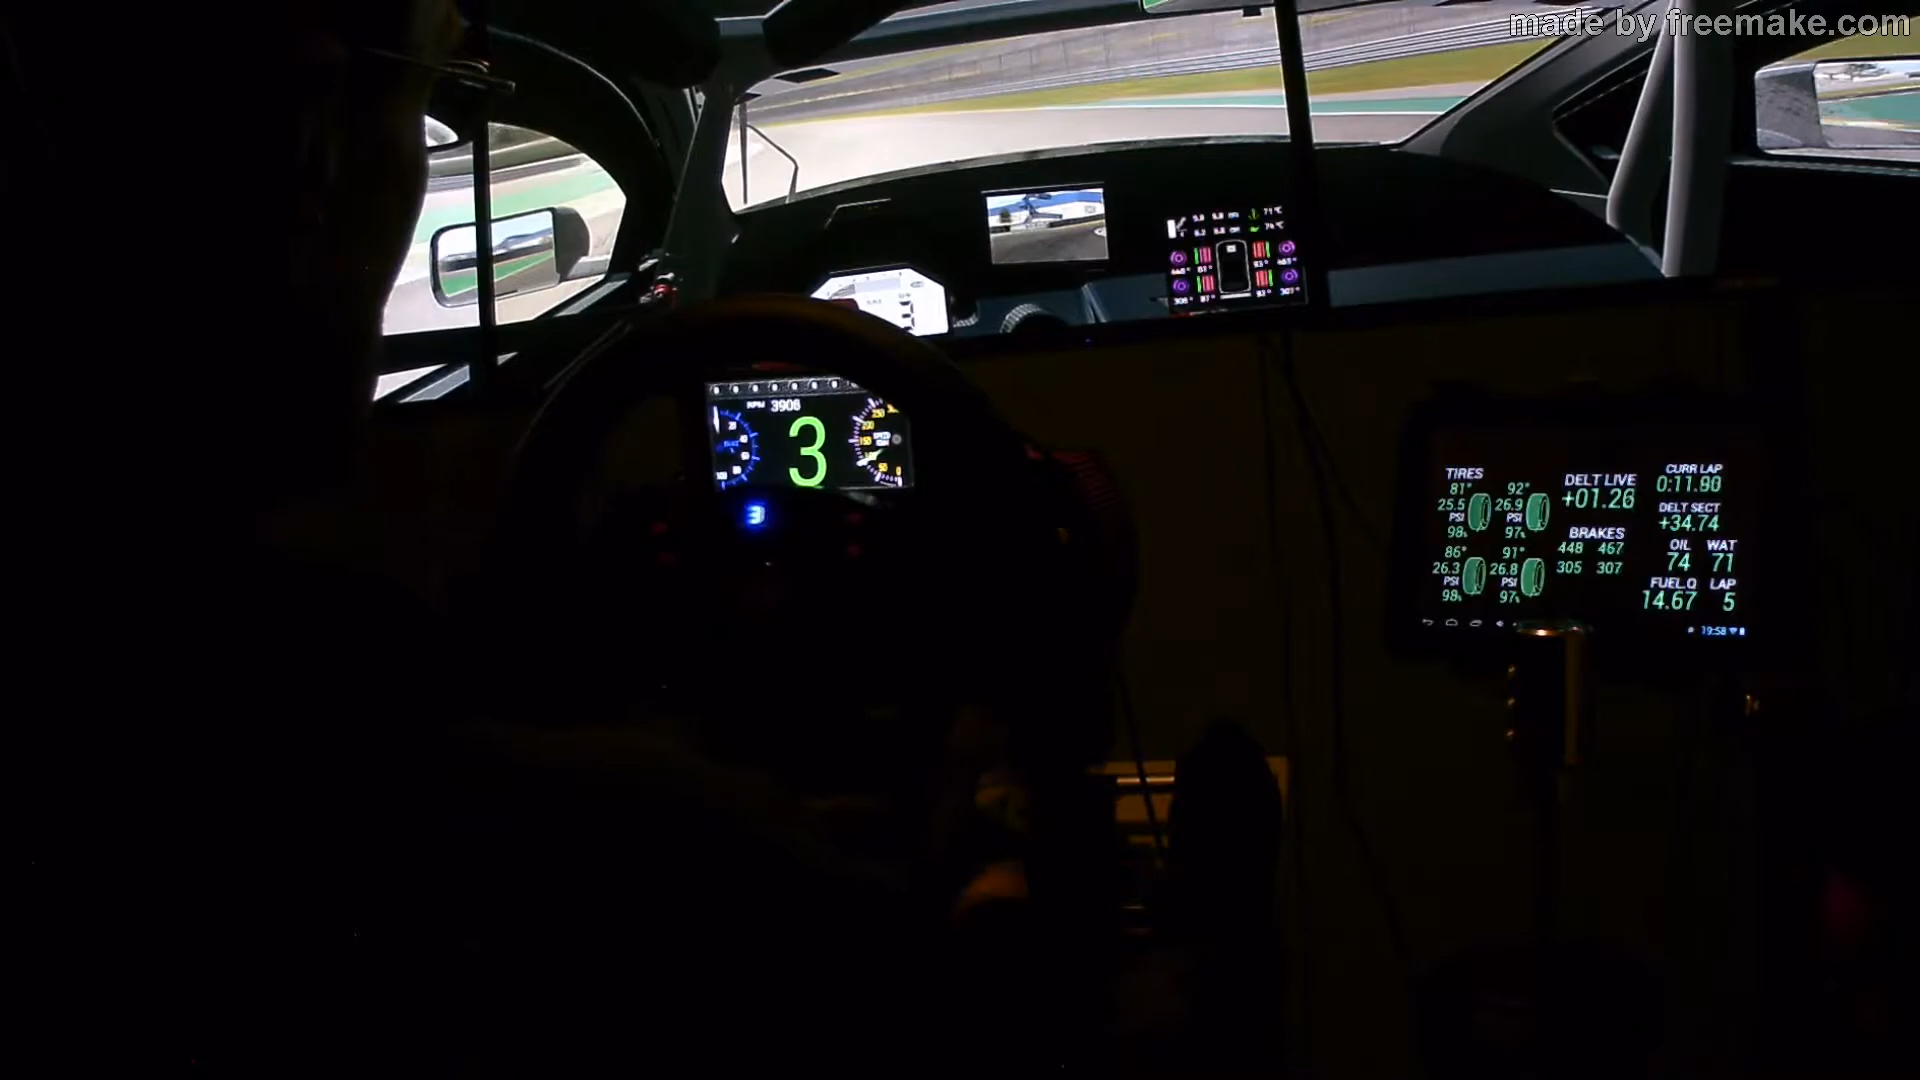 made by freemake.com
RPM 3906
3
3
3
TIRES
81° 92°
25.5 26.9
PSI PSI
98% 97%
86° 91°
26.3 26.8
PSI PSI
98% 97%
DELT LIVE
+01.26
BRAKES
448 467
305 307
CURR LAP
0:11.90
DELT SECT
+34.74
OIL WAT
74 71
FUEL.Q LAP
14.67 5
19:58